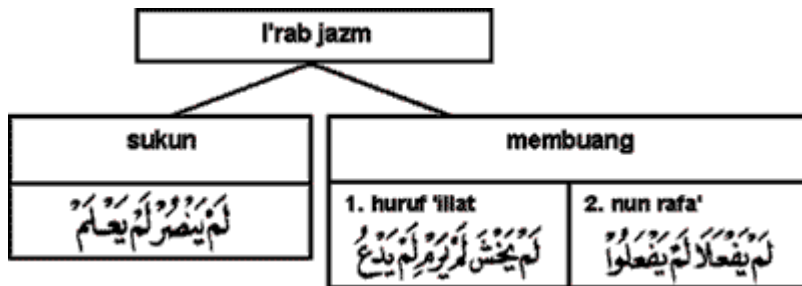 I'rab jazm
sukun
membuang
لَمْ يَنْصُرْ لَمْ يَعْلَمْ
1. huruf 'illat
لَمْ يَخْشَ لَمْ يَرْمِ لَمْ يَدْعُ
2. nun rafa'
لَمْ يَفْعَلَا لَمْ يَفْعَلُوْا